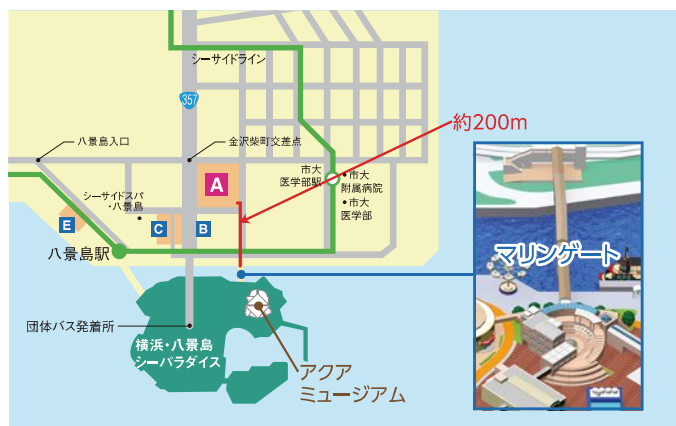 シーサイドライン
357
約200m
八景島入口
金沢柴町交差点
市大
医学部駅
市大
附属病院
市大
医学部
A
シーサイドスパ
・八景島
E
C
B
八景島駅
マリンゲート
団体バス発着所
横浜・八景島
シーパラダイス
アクア
ミュージアム